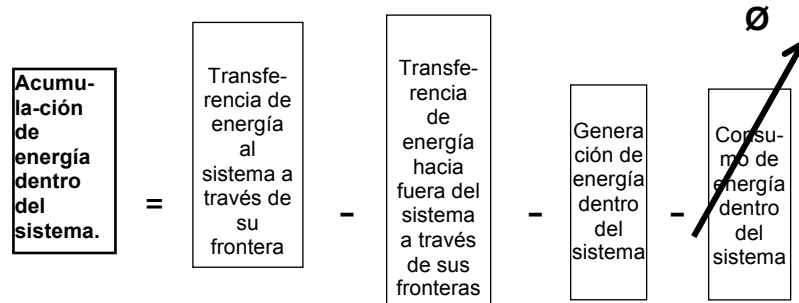 Ø
Acumu-
la-ción
de
energía
dentro
del
sistema.
=
Transfe-
rencia de
energía
al
sistema a
través de
su
frontera
-
Transfe-
rencia
de
energía
hacia
fuera del
sistema
a través
de sus
fronteras
-
Genera
ción de
energía
dentro
del
sistema
-
Consu-
mo de
energía
dentro
del
sistema